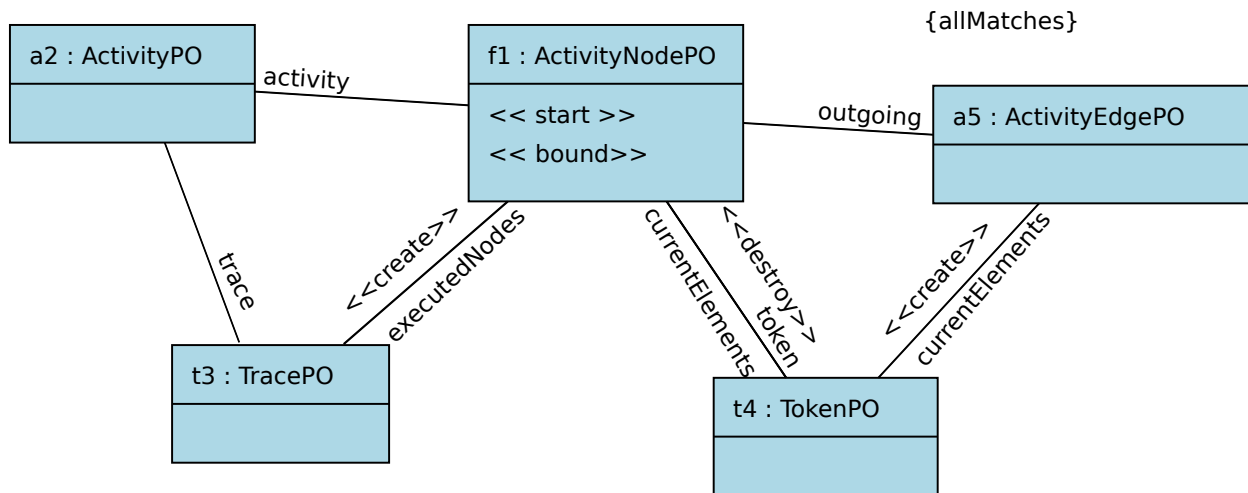 {allMatches}
a2 : ActivityPO
f1 : ActivityNodePO
<< start >>
<< bound>>
a5 : ActivityEdgePO
activity
outgoing
trace
<<create>>
executedNodes
currentElements
<<destroy>>
token
<<create>>
currentElements
t3 : TracePO
t4 : TokenPO